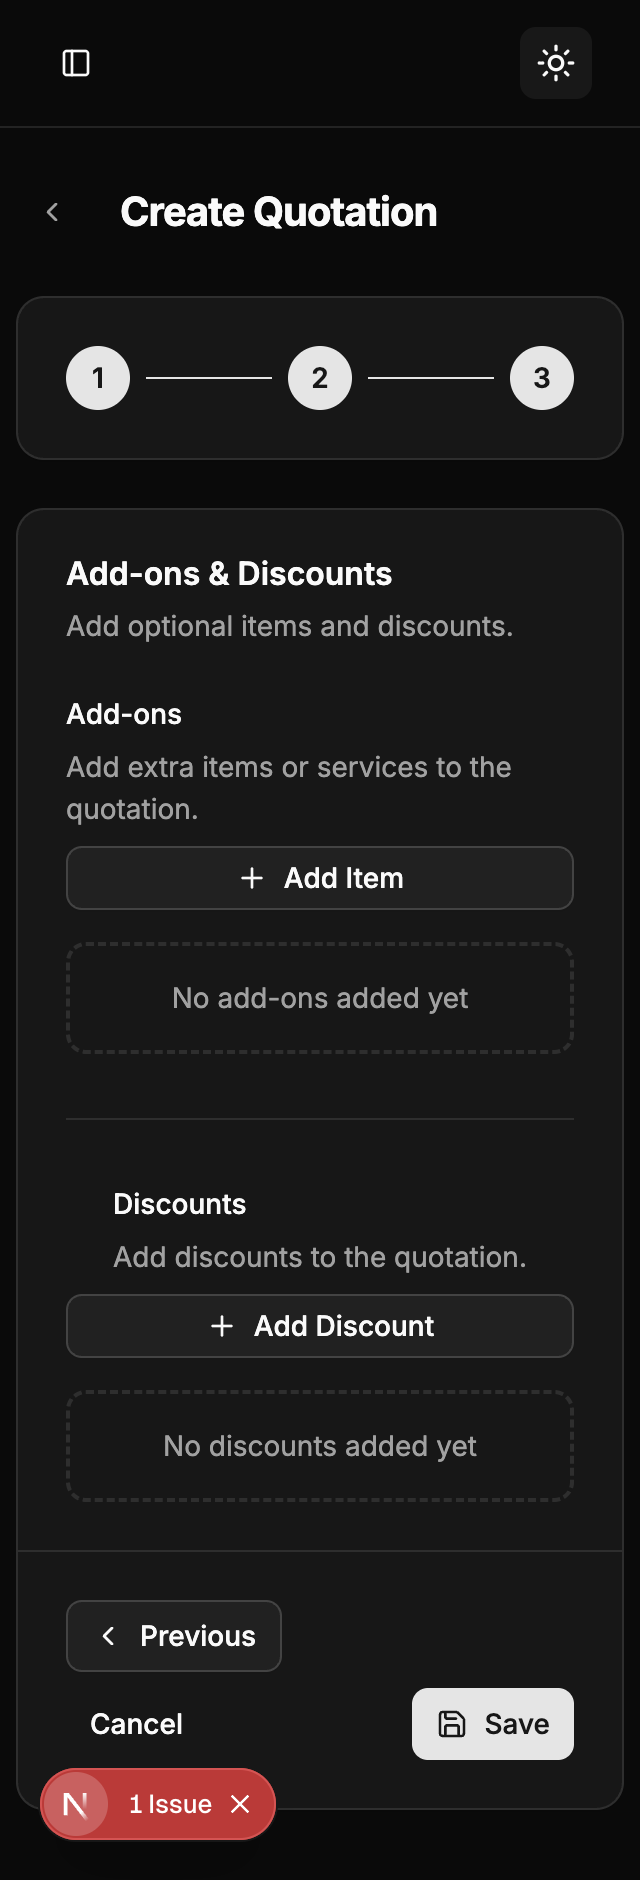 Create Quotation
1
2
3
Add-ons & Discounts
Add optional items and discounts.
Add-ons
Add extra items or services to the
quotation.
Add Item
No add-ons added yet
Discounts
Add discounts to the quotation.
Add Discount
No discounts added yet
Previous
Cancel
Save
N
1 Issue